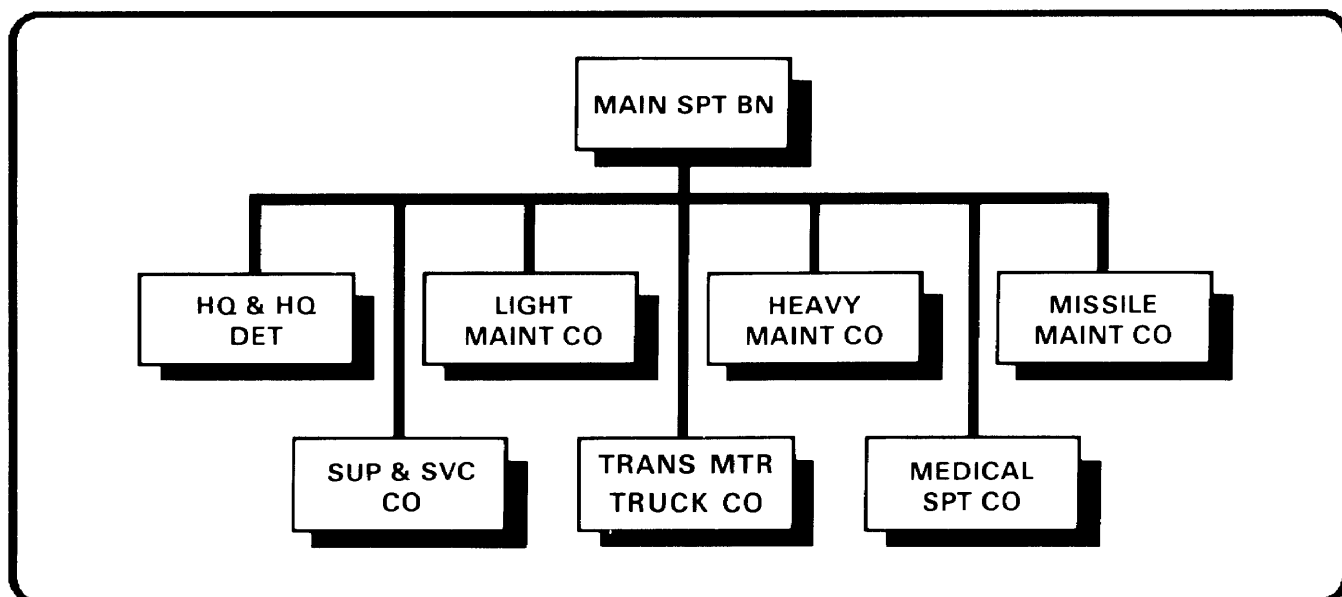 MAIN SPT BN
HQ & HQ
DET
LIGHT
MAINT CO
HEAVY
MAINT CO
MISSILE
MAINT CO
SUP & SVC
CO
TRANS MTR
TRUCK CO
MEDICAL
SPT CO